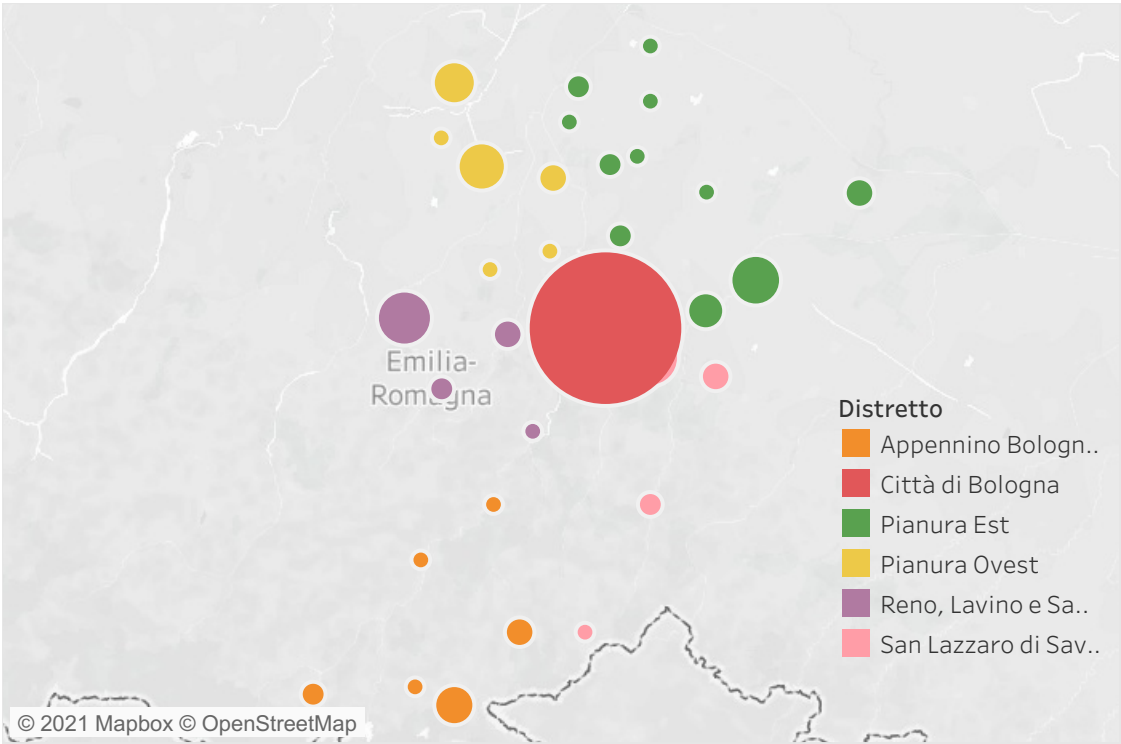 Emilia-
Romagna
Distretto
Appennino Bologn..
Città di Bologna
Pianura Est
Pianura Ovest
Reno, Lavino e Sa..
San Lazzaro di Sav..
© 2021 Mapbox © OpenStreetMap